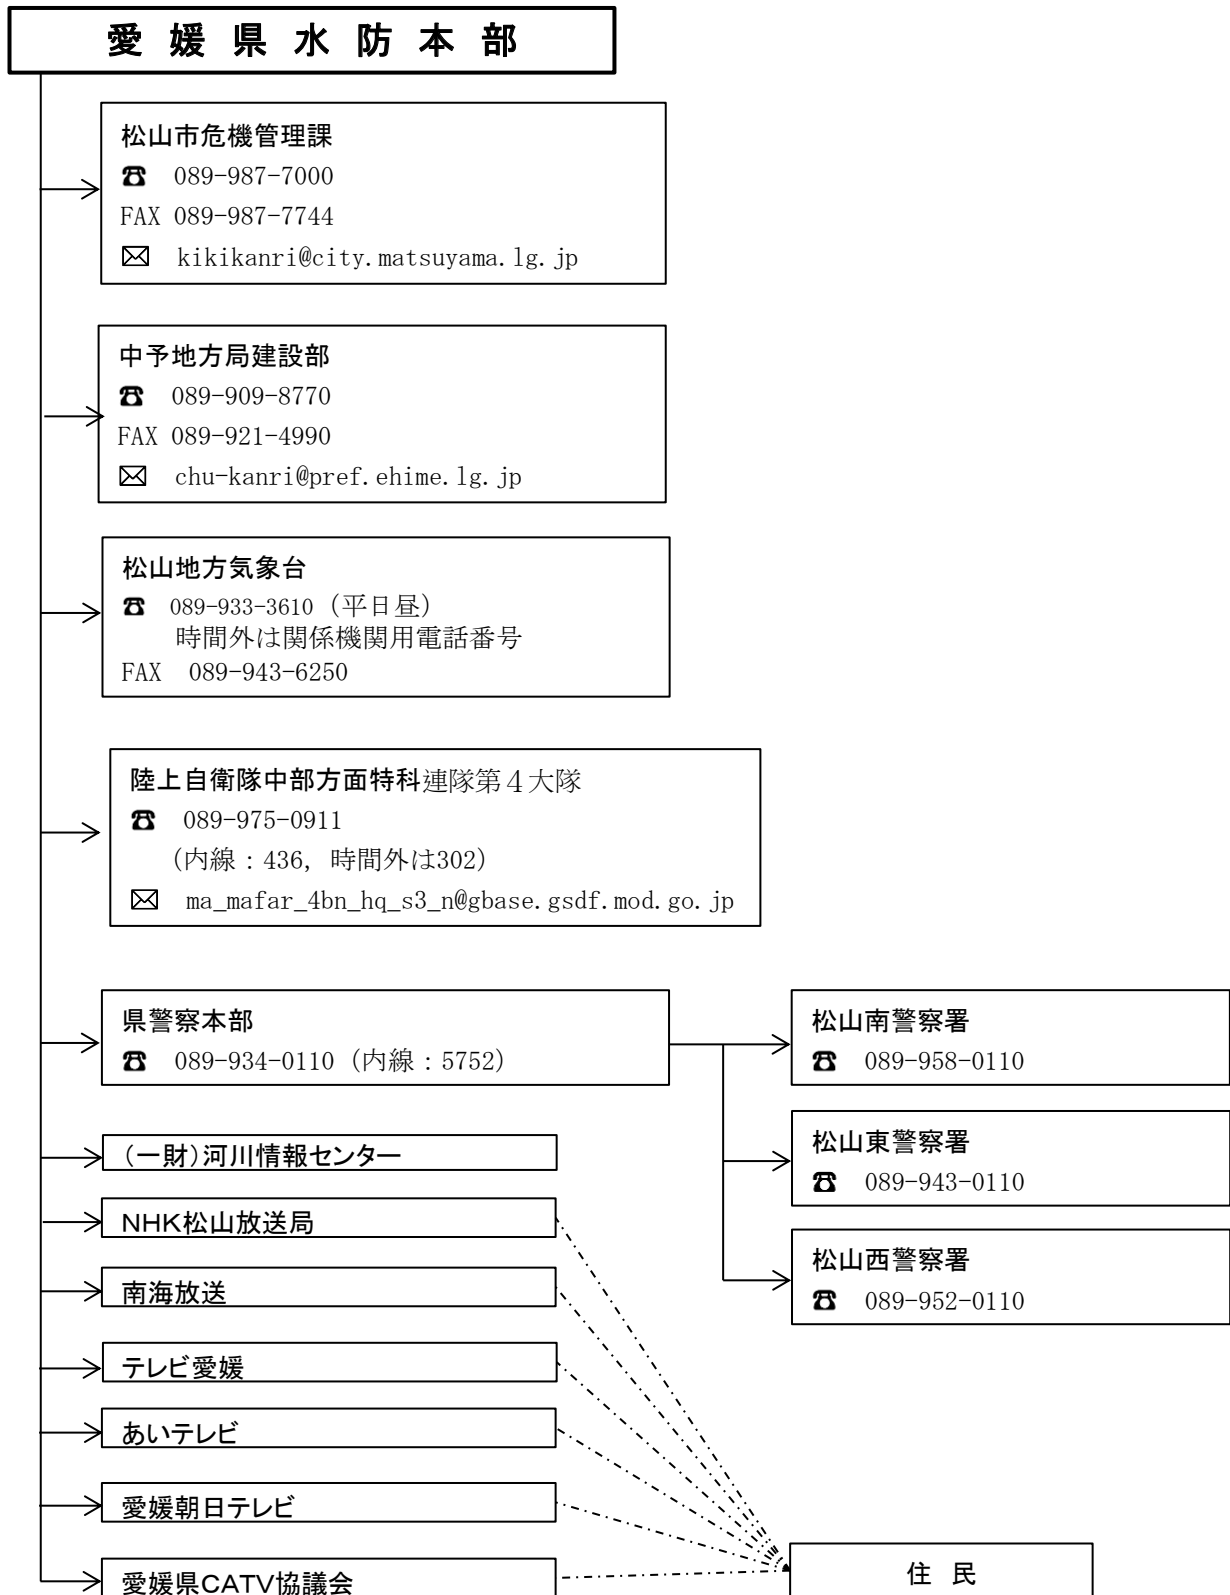 愛媛県水防本部
松山市危機管理課
☎ 089-987-7000
FAX 089-987-7744
✉ kikikanri@city.matsuyama.lg.jp
中予地方局建設部
☎ 089-909-8770
FAX 089-921-4990
✉ chu-kanri@pref.ehime.lg.jp
松山地方気象台
☎ 089-933-3610（平日昼）
時間外は関係機関用電話番号
FAX 089-943-6250
陸上自衛隊中部方面特科連隊第４大隊
☎ 089-975-0911
（内線：436，時間外は302）
✉ ma_mafar_4bn_hq_s3_n@gbase.gsdf.mod.go.jp
県警察本部
☎ 089-934-0110（内線：5752）
松山南警察署
☎ 089-958-0110
松山東警察署
☎ 089-943-0110
松山西警察署
☎ 089-952-0110
（一財）河川情報センター
NHK松山放送局
南海放送
テレビ愛媛
あいテレビ
愛媛朝日テレビ
愛媛県CATV協議会
住民